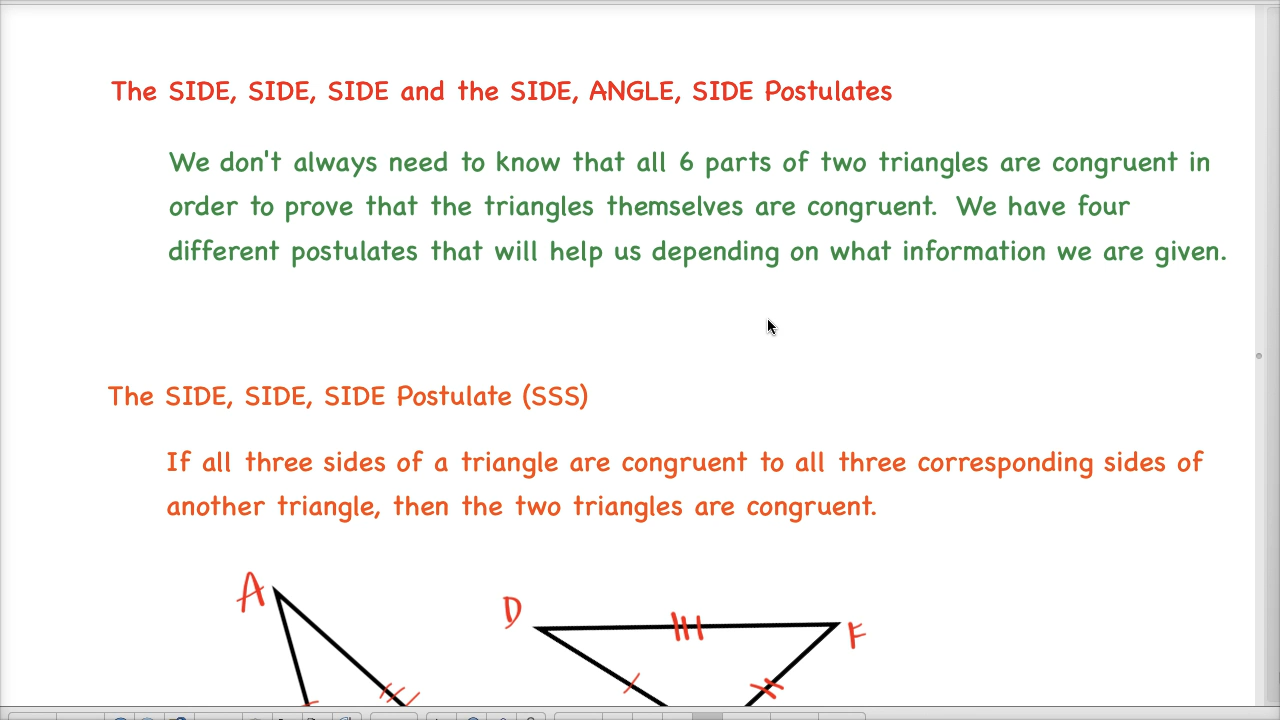 The SIDE, SIDE, SIDE and the SIDE, ANGLE, SIDE Postulates
We don't always need to know that all 6 parts of two triangles are congruent in
order to prove that the triangles themselves are congruent. We have four
different postulates that will help us depending on what information we are given.
The SIDE, SIDE, SIDE Postulate (SSS)
If all three sides of a triangle are congruent to all three corresponding sides of
another triangle, then the two triangles are congruent.
A
D
F